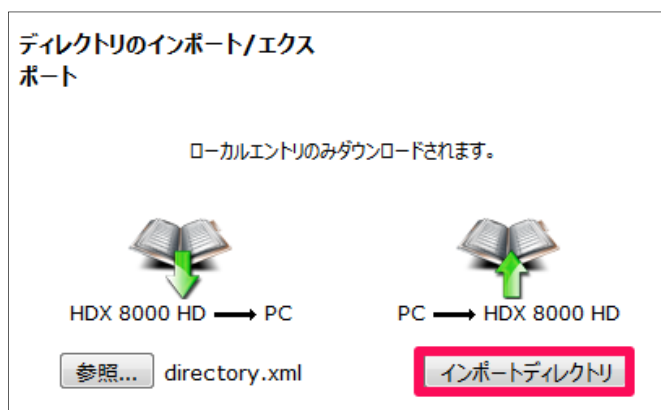 ディレクトリのインポート/エクス
ポート
ローカルエントリのみダウンロードされます。
HDX 8000 HD → PC
PC → HDX 8000 HD
参照... directory.xml
インポートディレクトリ